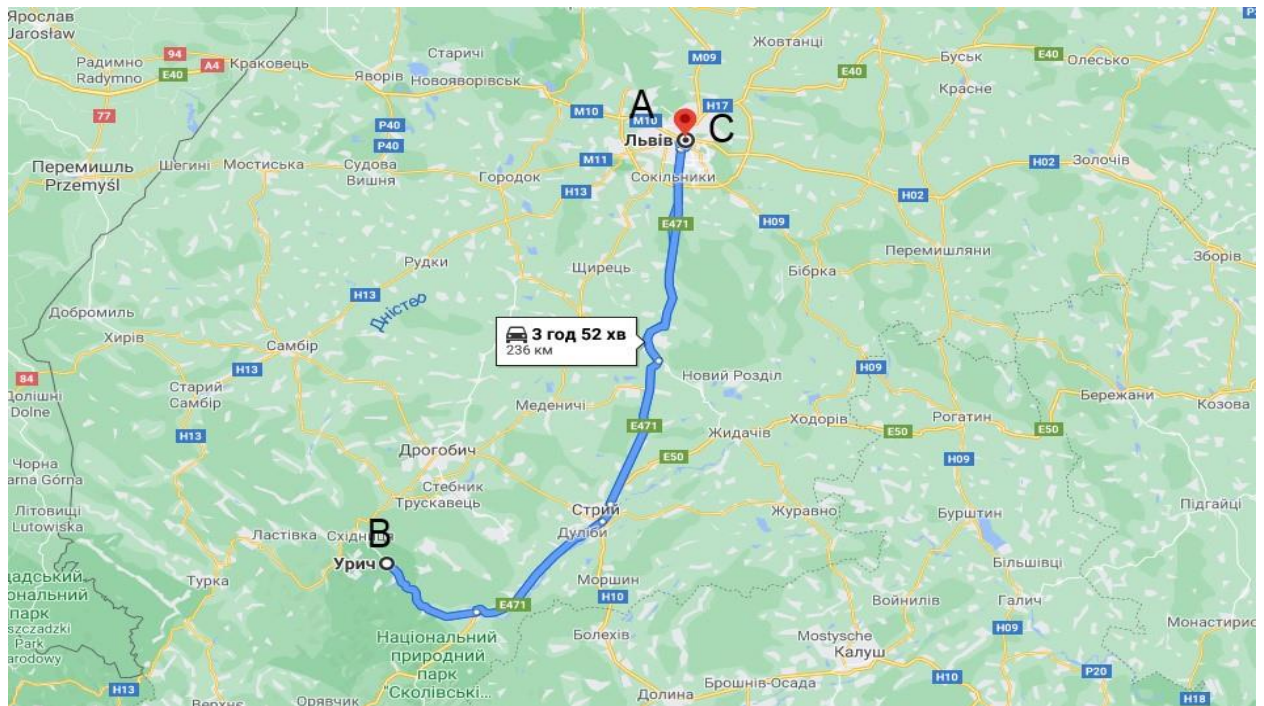 Ярослав
Jarosław
Радимно
Radymno
94
A4
E40
Краковець
77
Перемишль
Przemyśl
Шегині
Мостиська
Судова
Вишня
P40
P40
Яворів
Новояворівськ
Старичі
Жовтанці
M09
E40
Буськ
E40
Олесько
Красне
M10
A
M10
H17
C
Львів
M11
Городок
H13
Сокільники
H02
Золочів
H02
E471
H09
Перемишляни
Зборів
Рудки
Щирець
Бібрка
H13
Дністер
Добромиль
Хирів
Самбір
3 год 52 хв
236 км
84
Dolne
Старий
Самбір
H13
H13
Новий Розділ
H09
Меденичі
Ходорів
Рогатин
Бережани
Козова
E471
E50
E50
Жидачів
Дрогобич
E50
H09
Чорна
Стебник
Трускавець
Літовищі
Lutowiska
Стрий
Дуліби
Журавно
Бурштин
Підгайці
Ластівка
B
Урич
Більшівці
Турка
E471
Моршин
H10
Войнилів
Галич
Park
Національний
природний
парк
"Сколівські...
Болехів
H09
Mostysche
Калуш
H13
Долина
Брошнів-Осада
H10
P20
H18